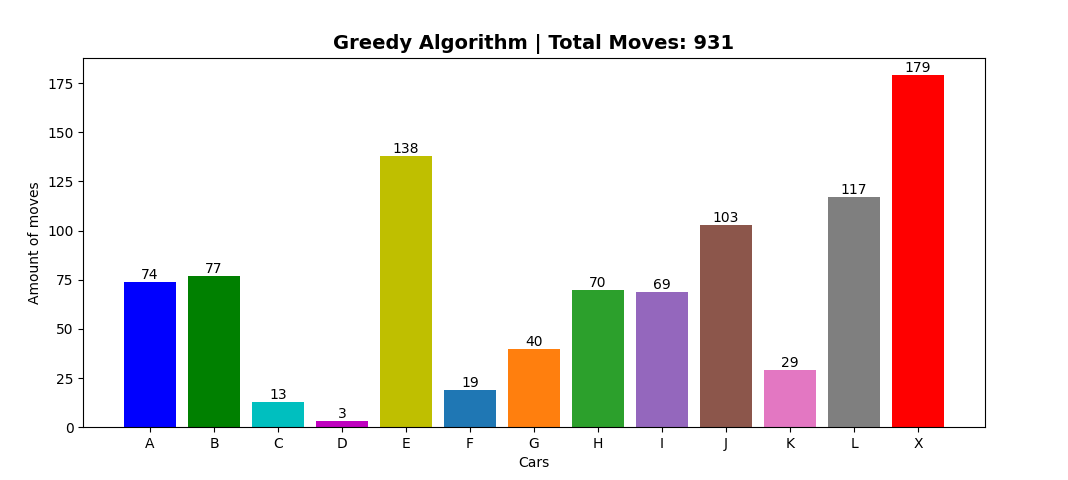 Greedy Algorithm | Total Moves: 931
Amount of moves
175
150
125
100
75
50
25
0
74 77 13 3 138 19 40 70 69 103 29 117 179
A B C D E F G H I J K L X
Cars